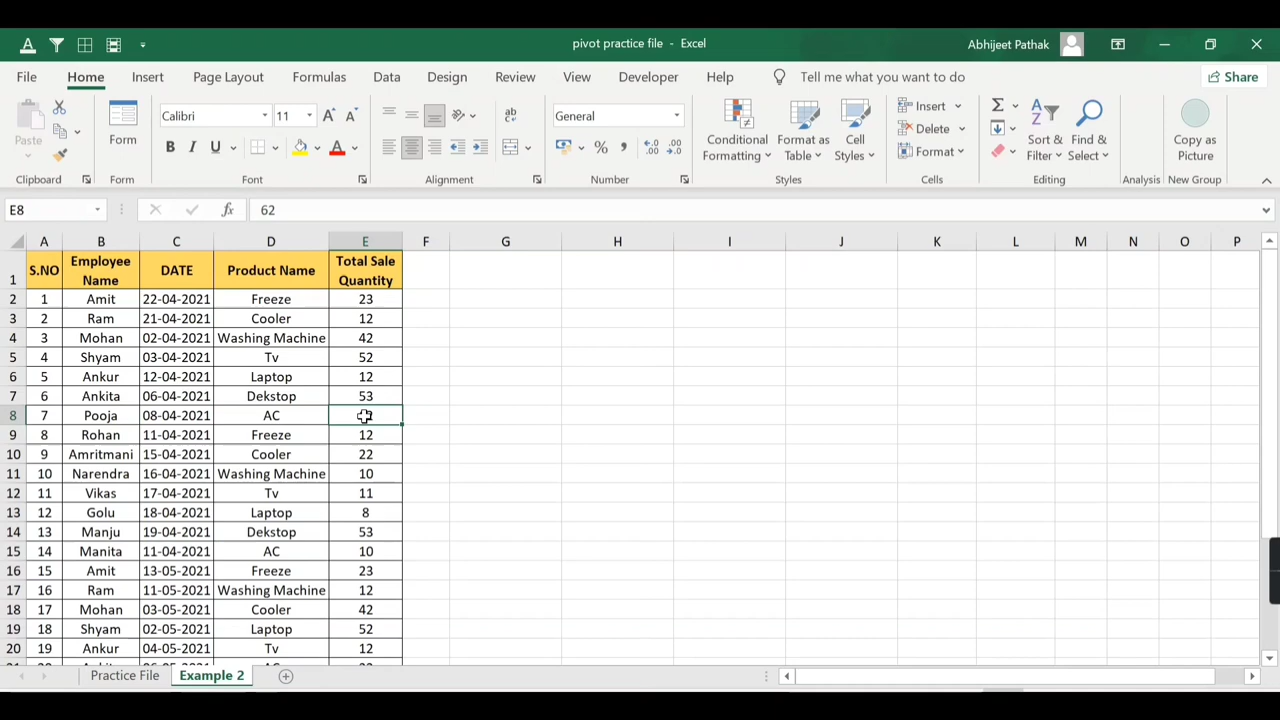 pivot practice file - Excel
Abhijeet Pathak
File Home Insert Page Layout Formulas Data Design Review View Developer Help Tell me what you want to do Share
Paste
Clipboard
Form
Form
Calibri 11
B I U A
Font
Alignment
General
Number
Conditional Formatting
Format as Table
Cell Styles
Styles
Insert
Delete
Format
Cells
Sort & Filter
Find & Select
Editing
Analysis
Copy as Picture
New Group
E8 fx 62
A B C D E F G H I J K L M N O P
1 S.NO Employee Name DATE Product Name Total Sale Quantity
2 1 Amit 22-04-2021 Freeze 23
3 2 Ram 21-04-2021 Cooler 12
4 3 Mohan 02-04-2021 Washing Machine 42
5 4 Shyam 03-04-2021 Tv 52
6 5 Ankur 12-04-2021 Laptop 12
7 6 Ankita 06-04-2021 Dekstop 53
8 7 Pooja 08-04-2021 AC
9 8 Rohan 11-04-2021 Freeze 12
10 9 Amritmani 15-04-2021 Cooler 22
11 10 Narendra 16-04-2021 Washing Machine 10
12 11 Vikas 17-04-2021 Tv 11
13 12 Golu 18-04-2021 Laptop 8
14 13 Manju 19-04-2021 Dekstop 53
15 14 Manita 11-04-2021 AC 10
16 15 Amit 13-05-2021 Freeze 23
17 16 Ram 11-05-2021 Washing Machine 12
18 17 Mohan 03-05-2021 Cooler 42
19 18 Shyam 02-05-2021 Laptop 52
20 19 Ankur 04-05-2021 Tv 12
Practice File Example 2